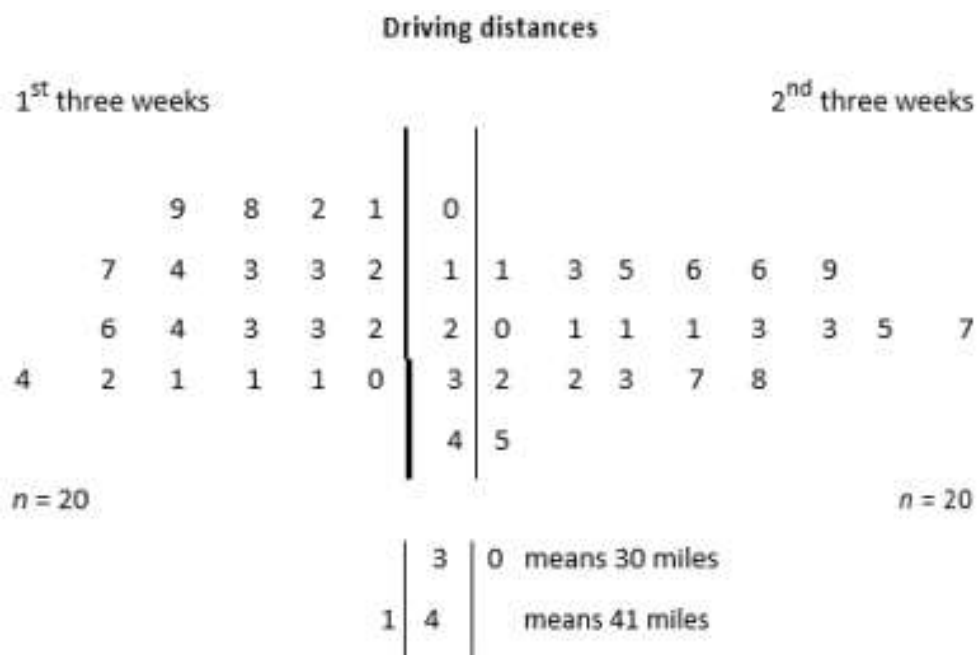 Driving distances
1st three weeks 2nd three weeks
9 8 2 1 0
7 4 3 3 2 1 1 3 5 6 6 9
6 4 3 3 2 2 0 1 1 1 3 3 5 7
4 2 1 1 1 0 3 2 2 3 7 8
4 5
n = 20 n = 20
3 0 means 30 miles
1 4 means 41 miles